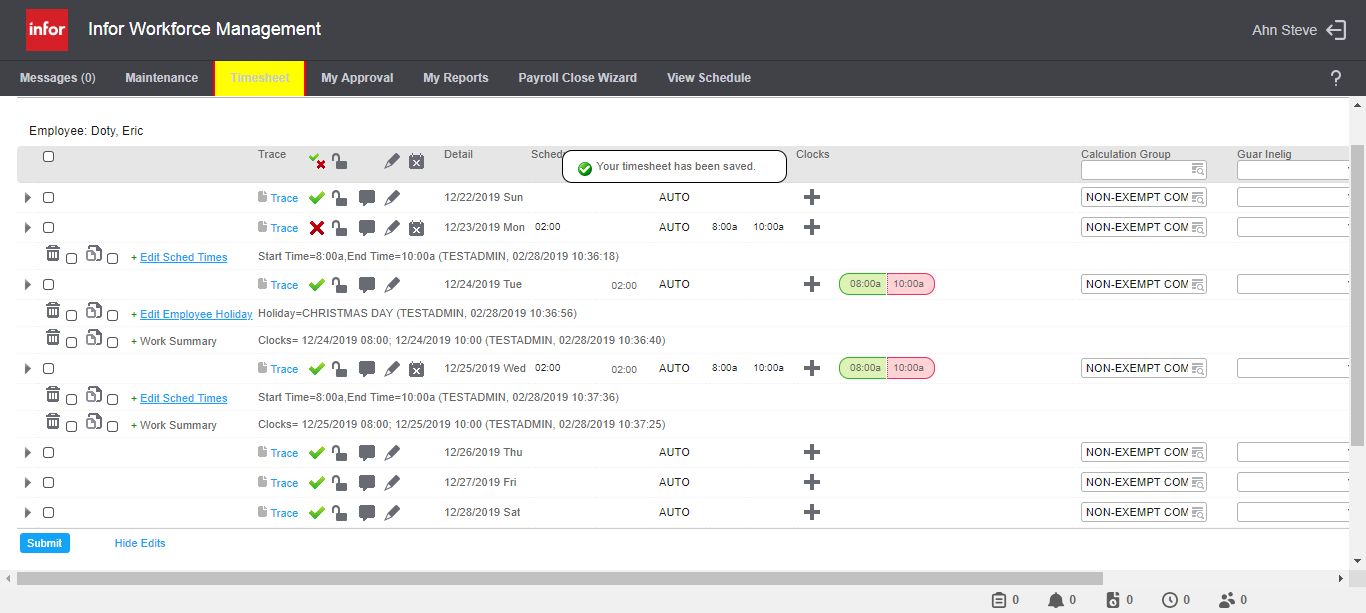 infor Infor Workforce Management Ahn Steve
Messages (0) Maintenance Timesheet My Approval My Reports Payroll Close Wizard View Schedule ?
Employee: Doty, Eric
Trace Detail Sched Clocks Calculation Group Guar Inelig
Your timesheet has been saved.
Trace 12/22/2019 Sun AUTO NON-EXEMPT COM
Trace 12/23/2019 Mon 02:00 AUTO 8:00a 10:00a NON-EXEMPT COM
+ Edit Sched Times Start Time=8:00a,End Time=10:00a (TESTADMIN, 02/28/2019 10:36:18)
Trace 12/24/2019 Tue 02:00 AUTO 08:00a 10:00a NON-EXEMPT COM
+ Edit Employee Holiday Holiday=CHRISTMAS DAY (TESTADMIN, 02/28/2019 10:36:56)
+ Work Summary Clocks= 12/24/2019 08:00; 12/24/2019 10:00 (TESTADMIN, 02/28/2019 10:36:40)
Trace 12/25/2019 Wed 02:00 02:00 AUTO 8:00a 10:00a 08:00a 10:00a NON-EXEMPT COM
+ Edit Sched Times Start Time=8:00a,End Time=10:00a (TESTADMIN, 02/28/2019 10:37:36)
+ Work Summary Clocks= 12/25/2019 08:00; 12/25/2019 10:00 (TESTADMIN, 02/28/2019 10:37:25)
Trace 12/26/2019 Thu AUTO NON-EXEMPT COM
Trace 12/27/2019 Fri AUTO NON-EXEMPT COM
Trace 12/28/2019 Sat AUTO NON-EXEMPT COM
Submit Hide Edits
0 0 0 0 0